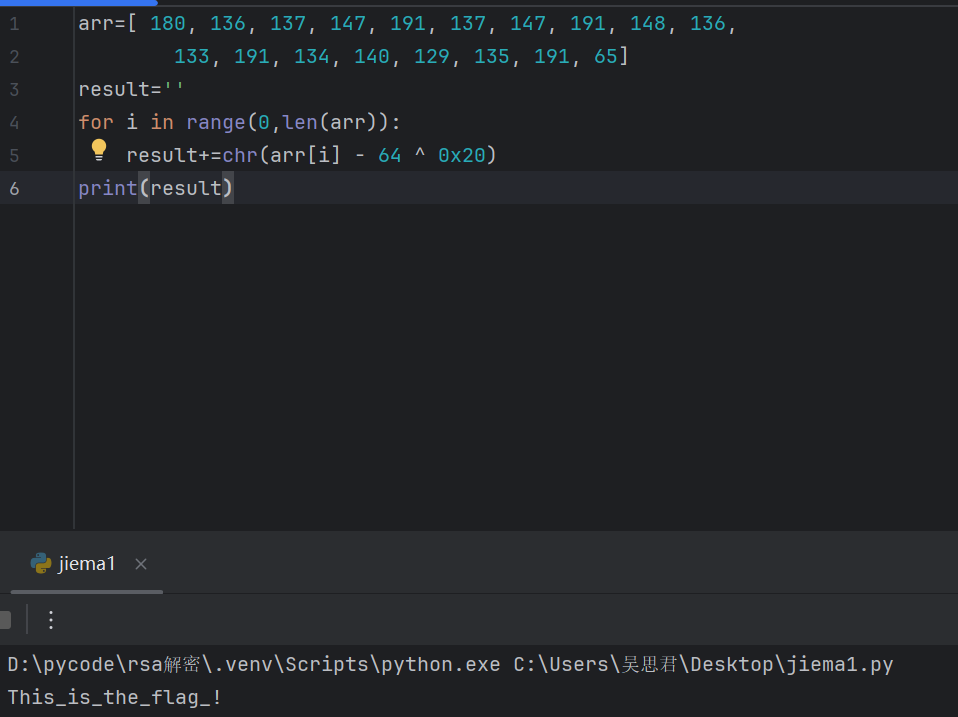 1 arr=[ 180, 136, 137, 147, 191, 137, 147, 191, 148, 136,
2 133, 191, 134, 140, 129, 135, 191, 65]
3 result=''
4 for i in range(0,len(arr)):
5 result+=chr(arr[i] - 64 ^ 0x20)
6 print(result)
jiema1
D:\pycode\rsa解密\.venv\Scripts\python.exe C:\Users\吴思君\Desktop\jiema1.py
This_is_the_flag_!